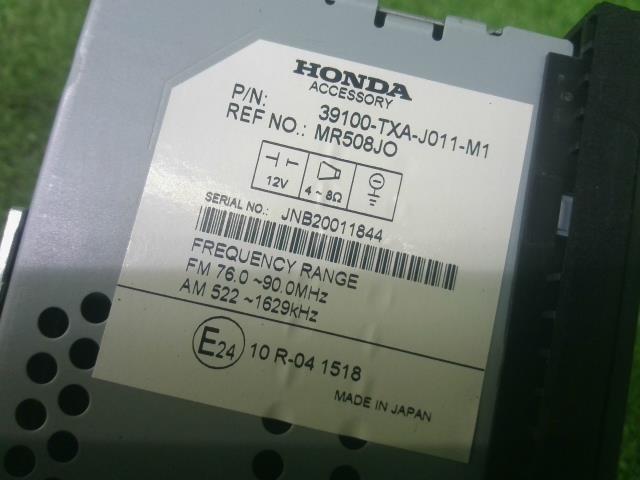 HONDA
ACCESSORY
P/N: 39100-TXA-J011-M1
REF NO.: MR508JO
12V 4 - 8Ω
SERIAL NO.: JNB20011844
FREQUENCY RANGE
FM 76.0 ~90.0MHz
AM 522 ~1629kHz
E24 10 R-04 1518
MADE IN JAPAN